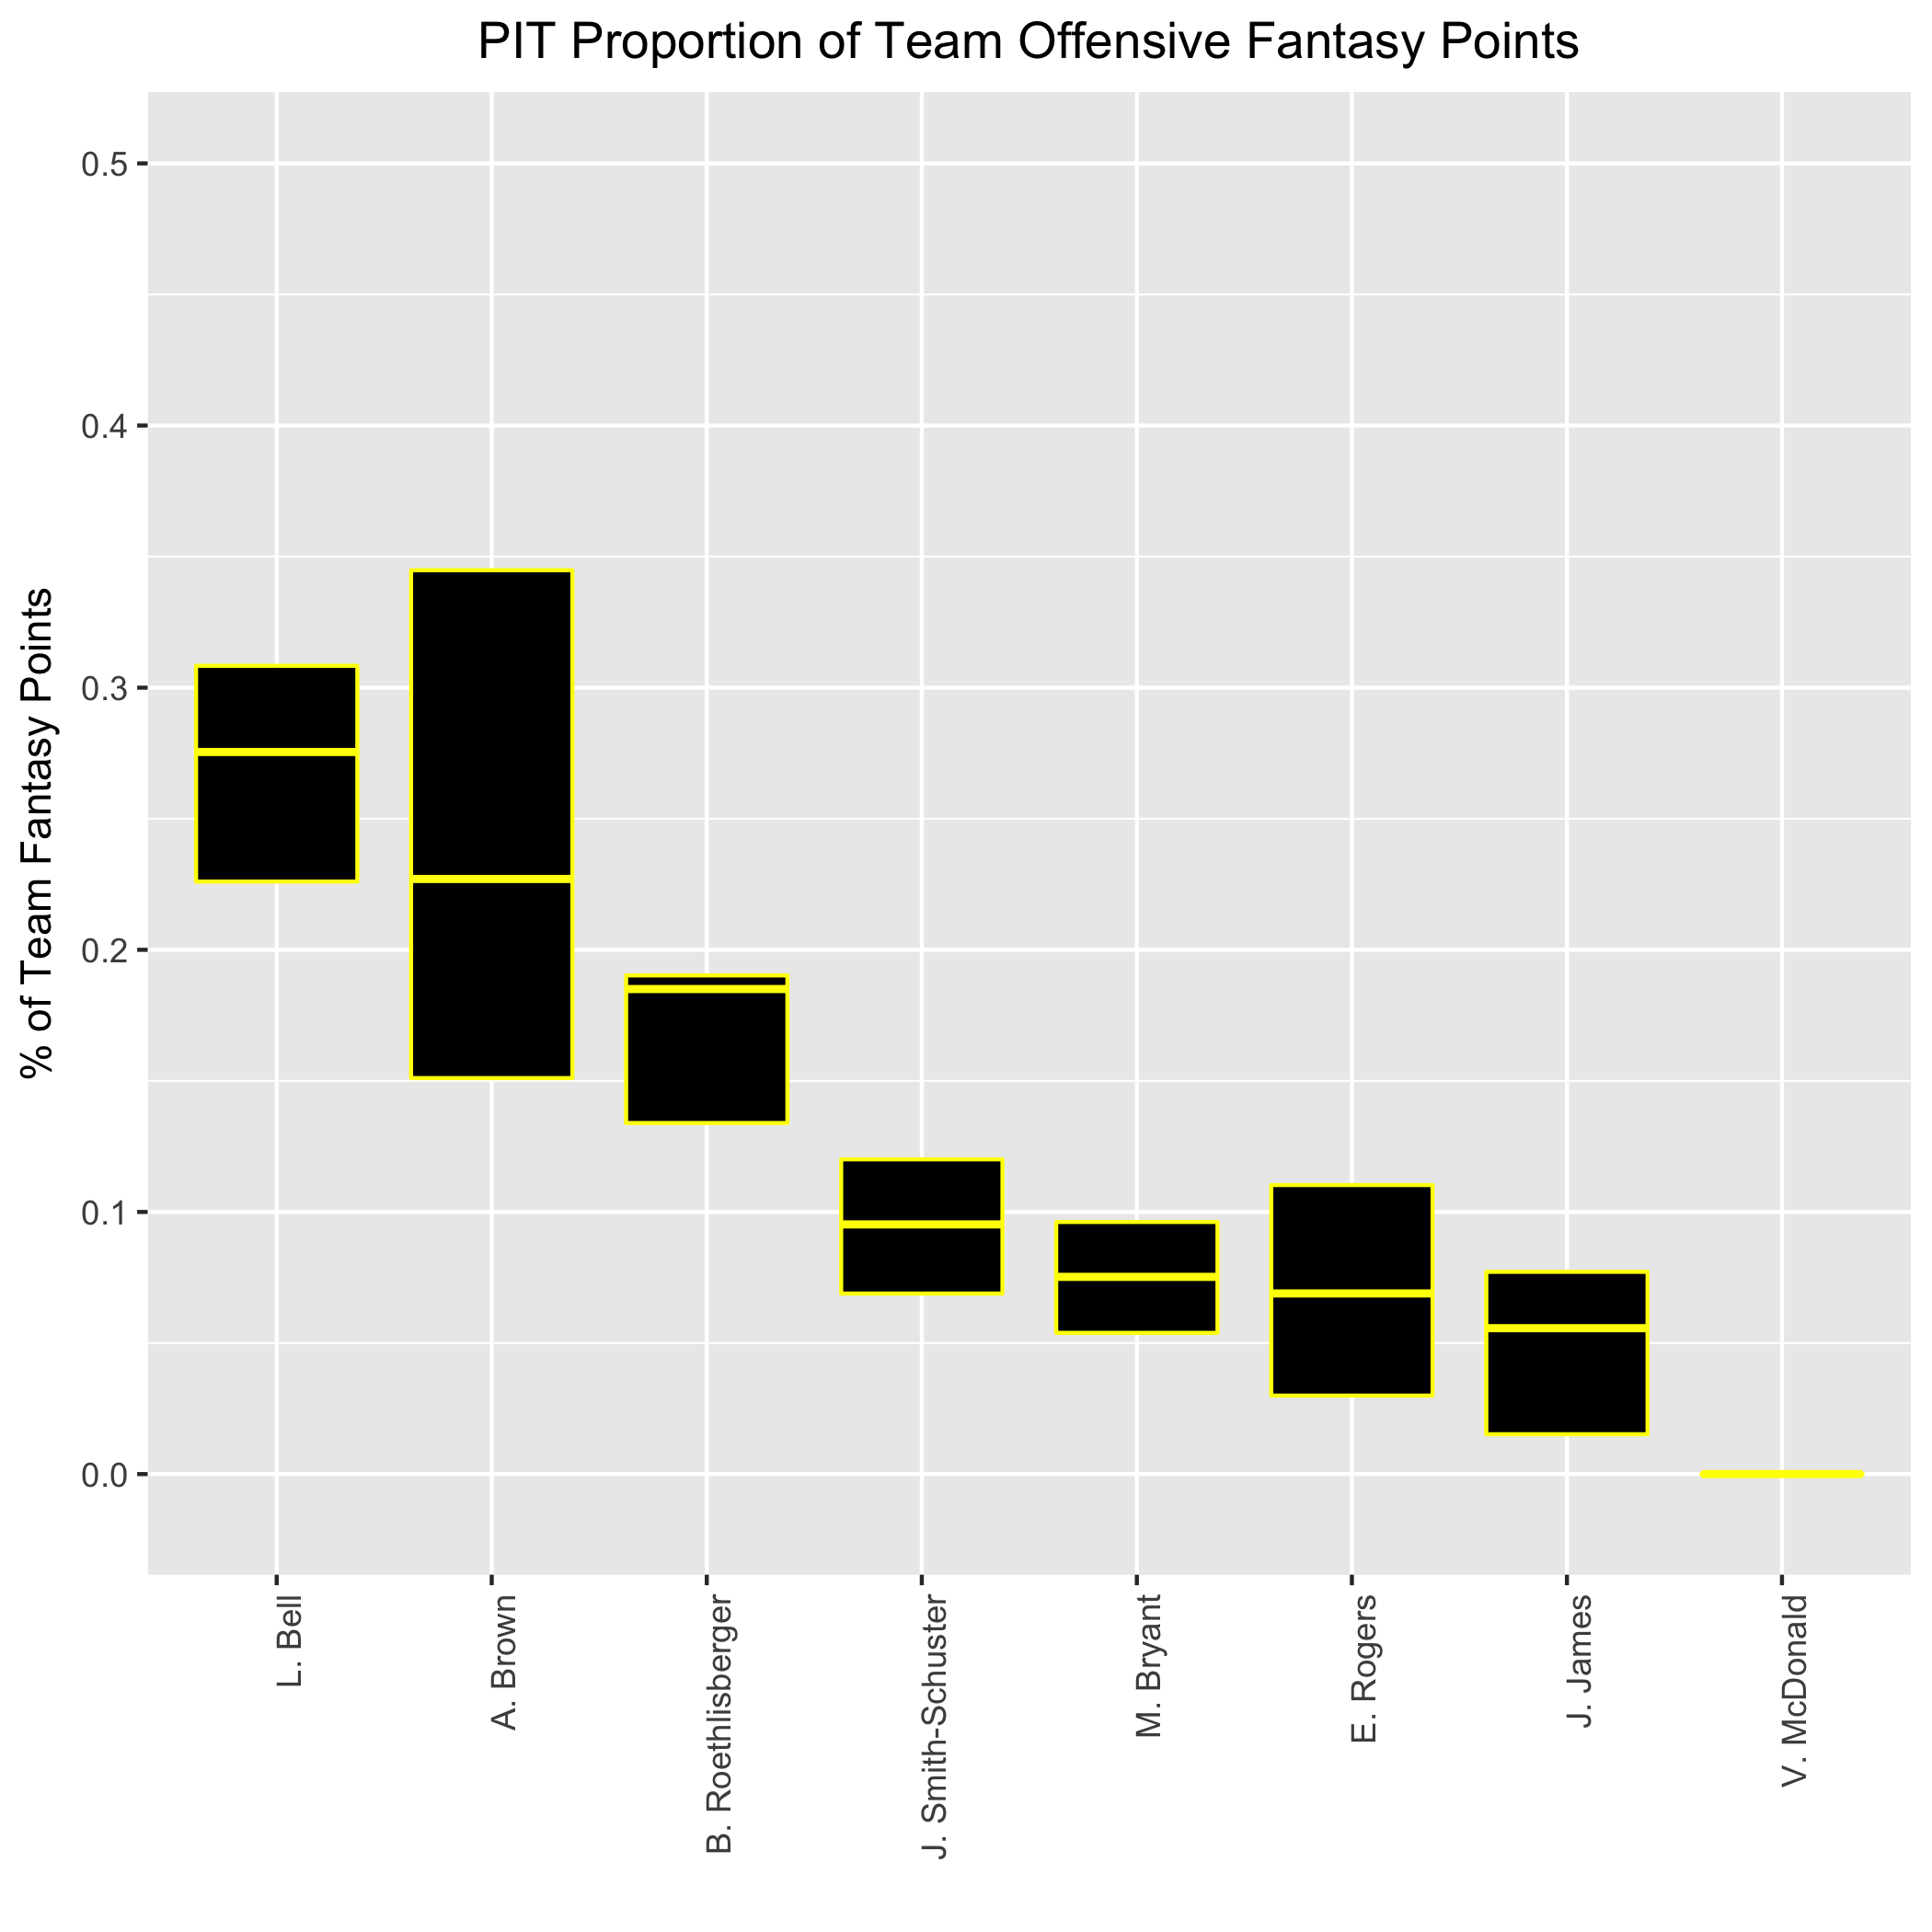 PIT Proportion of Team Offensive Fantasy Points
% of Team Fantasy Points
0.5
0.4
0.3
0.2
0.1
0.0
L. Bell
A. Brown
B. Roethlisberger
J. Smith-Schuster
M. Bryant
E. Rogers
J. James
V. McDonald